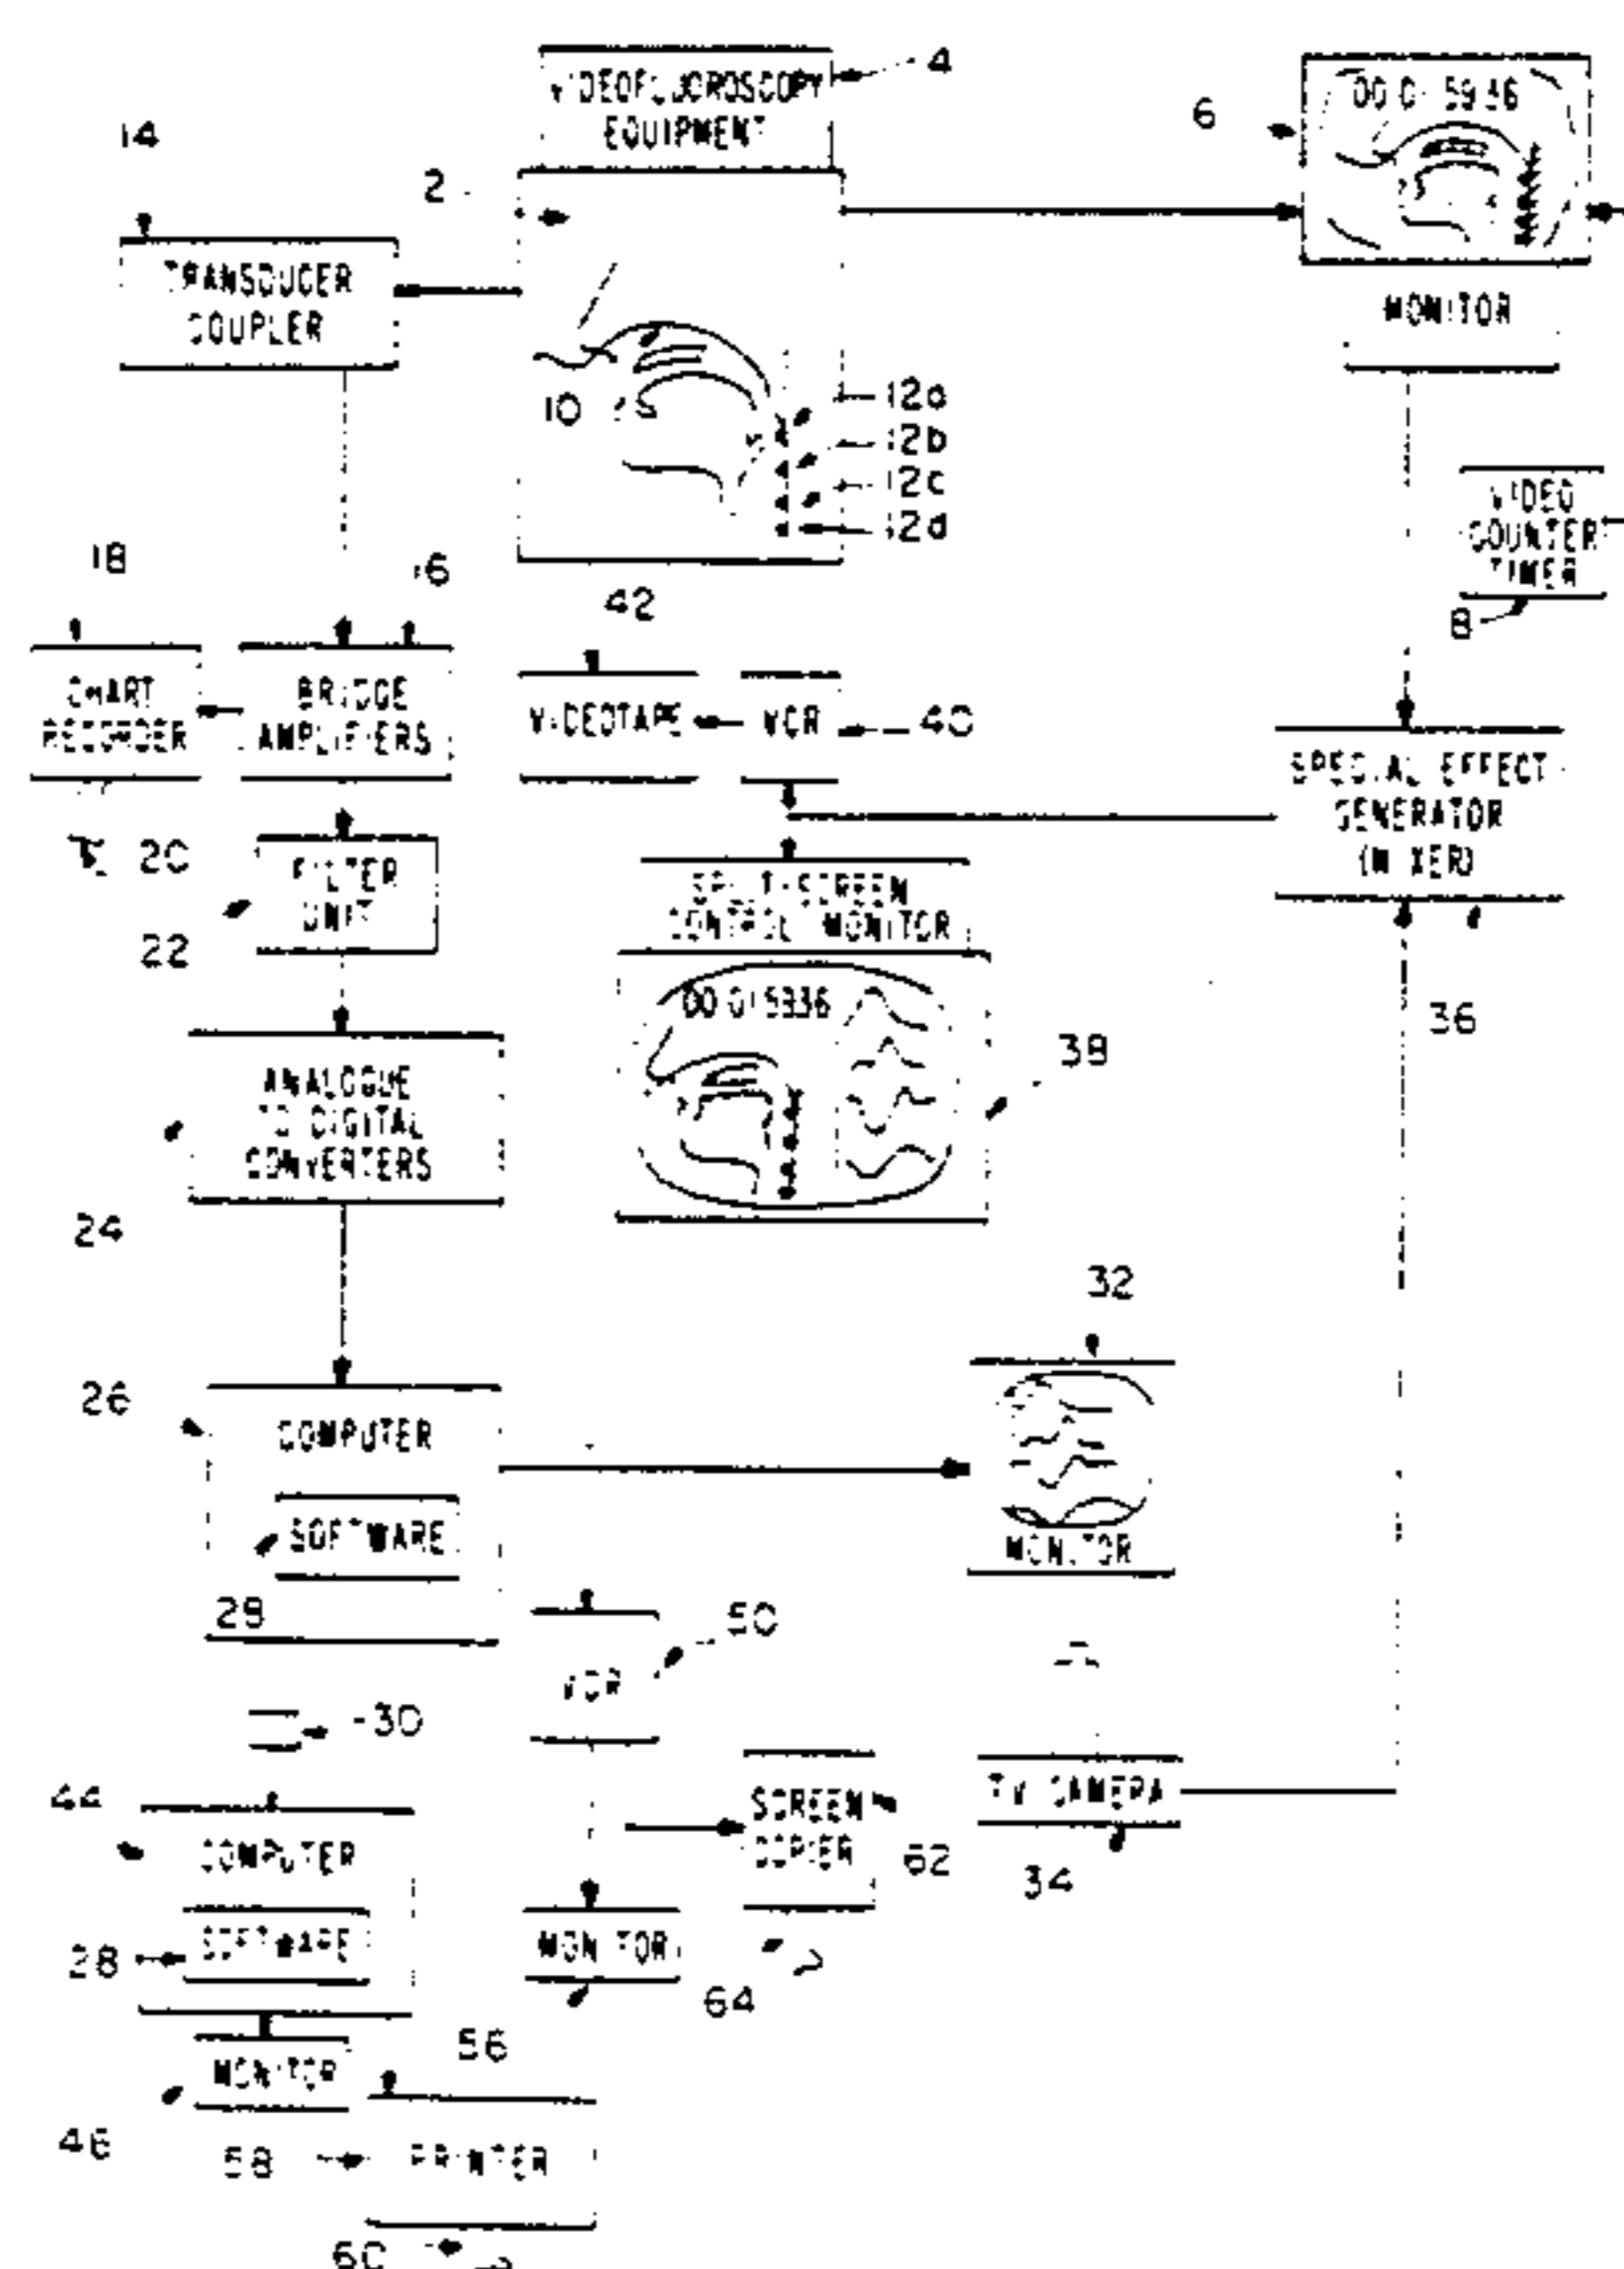 VIDEOFLUOROSCOPY
EQUIPMENT
4
6
14
2
TRANSDUCER
COUPLER
MONITOR
10
12a
12b
12c
12d
VIDEO
COUNTER
TIMER
8
18
16
42
CHART
RECORDER
BRIDGE
AMPLIFIERS
VIDEOTAPE
VCR
40
SPECIAL EFFECT
GENERATOR
(MIXER)
20
FILTER
UNIT
22
SPLIT-SCREEN
CONTROL MONITOR
36
38
ANALOGUE
TO DIGITAL
CONVERTERS
24
32
26
COMPUTER
SOFTWARE
MONITOR
28
50
VCR
30
44
COMPUTER
SCREEN
COPIER
62
TV CAMERA
34
28
SOFTWARE
MONITOR
64
56
MONITOR
46
58
PRINTER
60